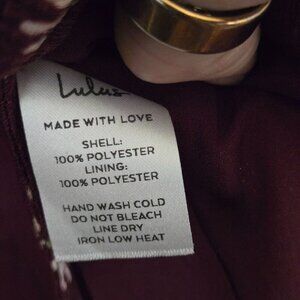 Lulus
MADE WITH LOVE
SHELL:
100% POLYESTER
LINING:
100% POLYESTER
HAND WASH COLD
DO NOT BLEACH
LINE DRY
IRON LOW HEAT